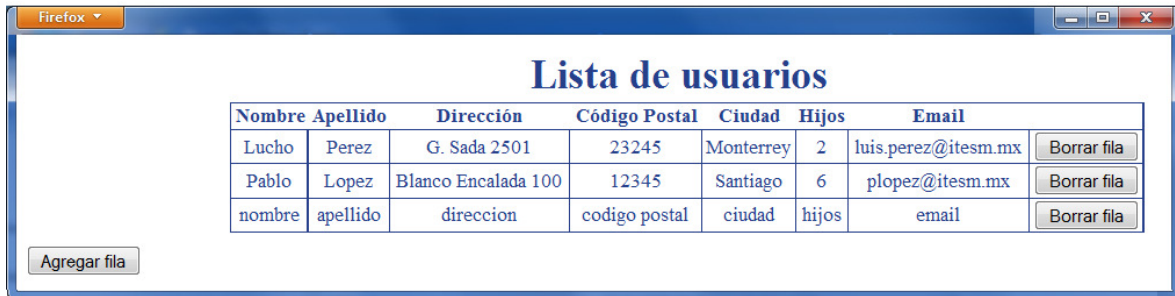 Firefox
Lista de usuarios
Nombre Apellido Dirección Código Postal Ciudad Hijos Email
Lucho Perez G. Sada 2501 23245 Monterrey 2 luis.perez@itesm.mx Borrar fila
Pablo Lopez Blanco Encalada 100 12345 Santiago 6 plopez@itesm.mx Borrar fila
nombre apellido direccion codigo postal ciudad hijos email Borrar fila
Agregar fila